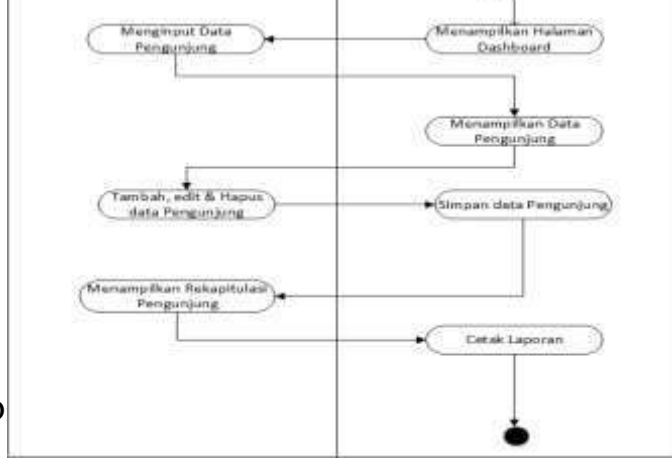 Menginput Data
Pengunjung
Menampilkan Halaman
Dashboard
Menampilkan Data
Pengunjung
Tambah, edit & Hapus
data Pengunjung
Simpan data Pengunjung
Menampilkan Rekapitulasi
Pengunjung
Cetak Laporan